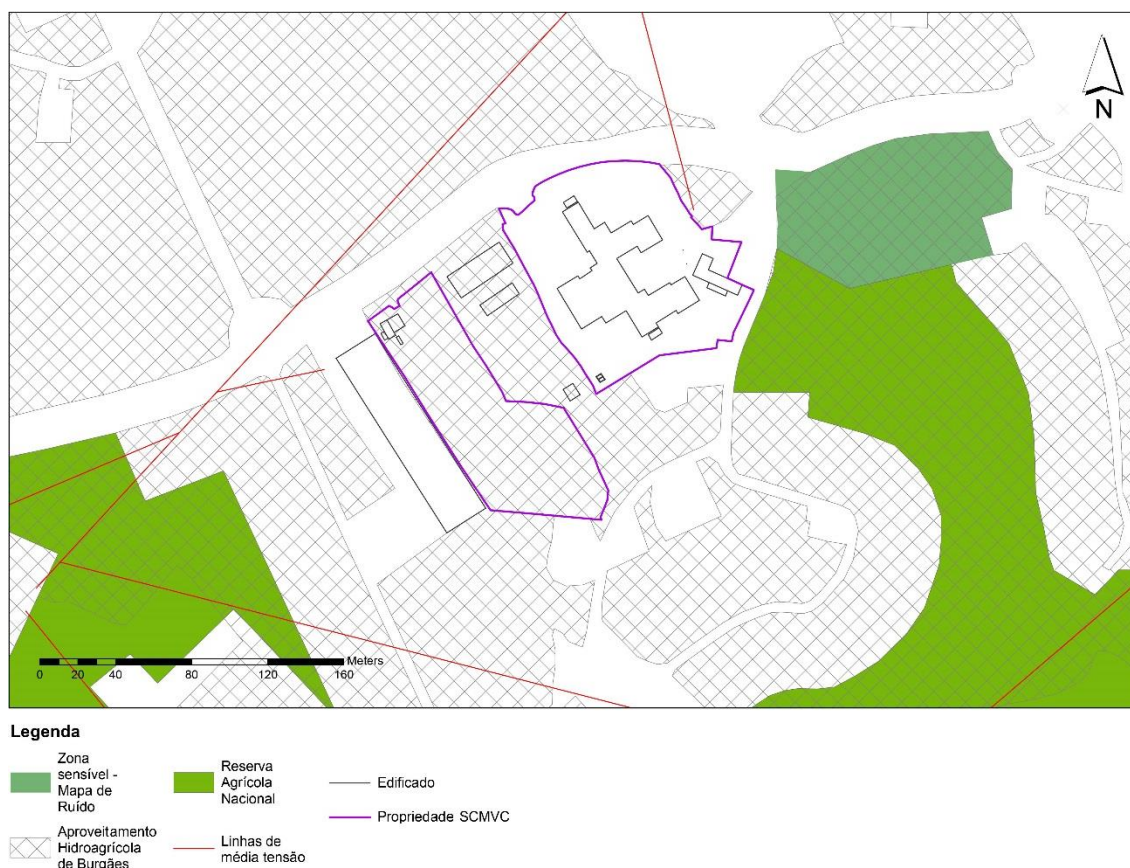 N
Meters
0 20 40 80 120 160
Legenda
Zona
sensível -
Mapa de
Ruído
Reserva
Agrícola
Nacional
Edificado
Propriedade SCMVC
Aproveitamento
Hidroagrícola
de Burgães
Linhas de
média tensão